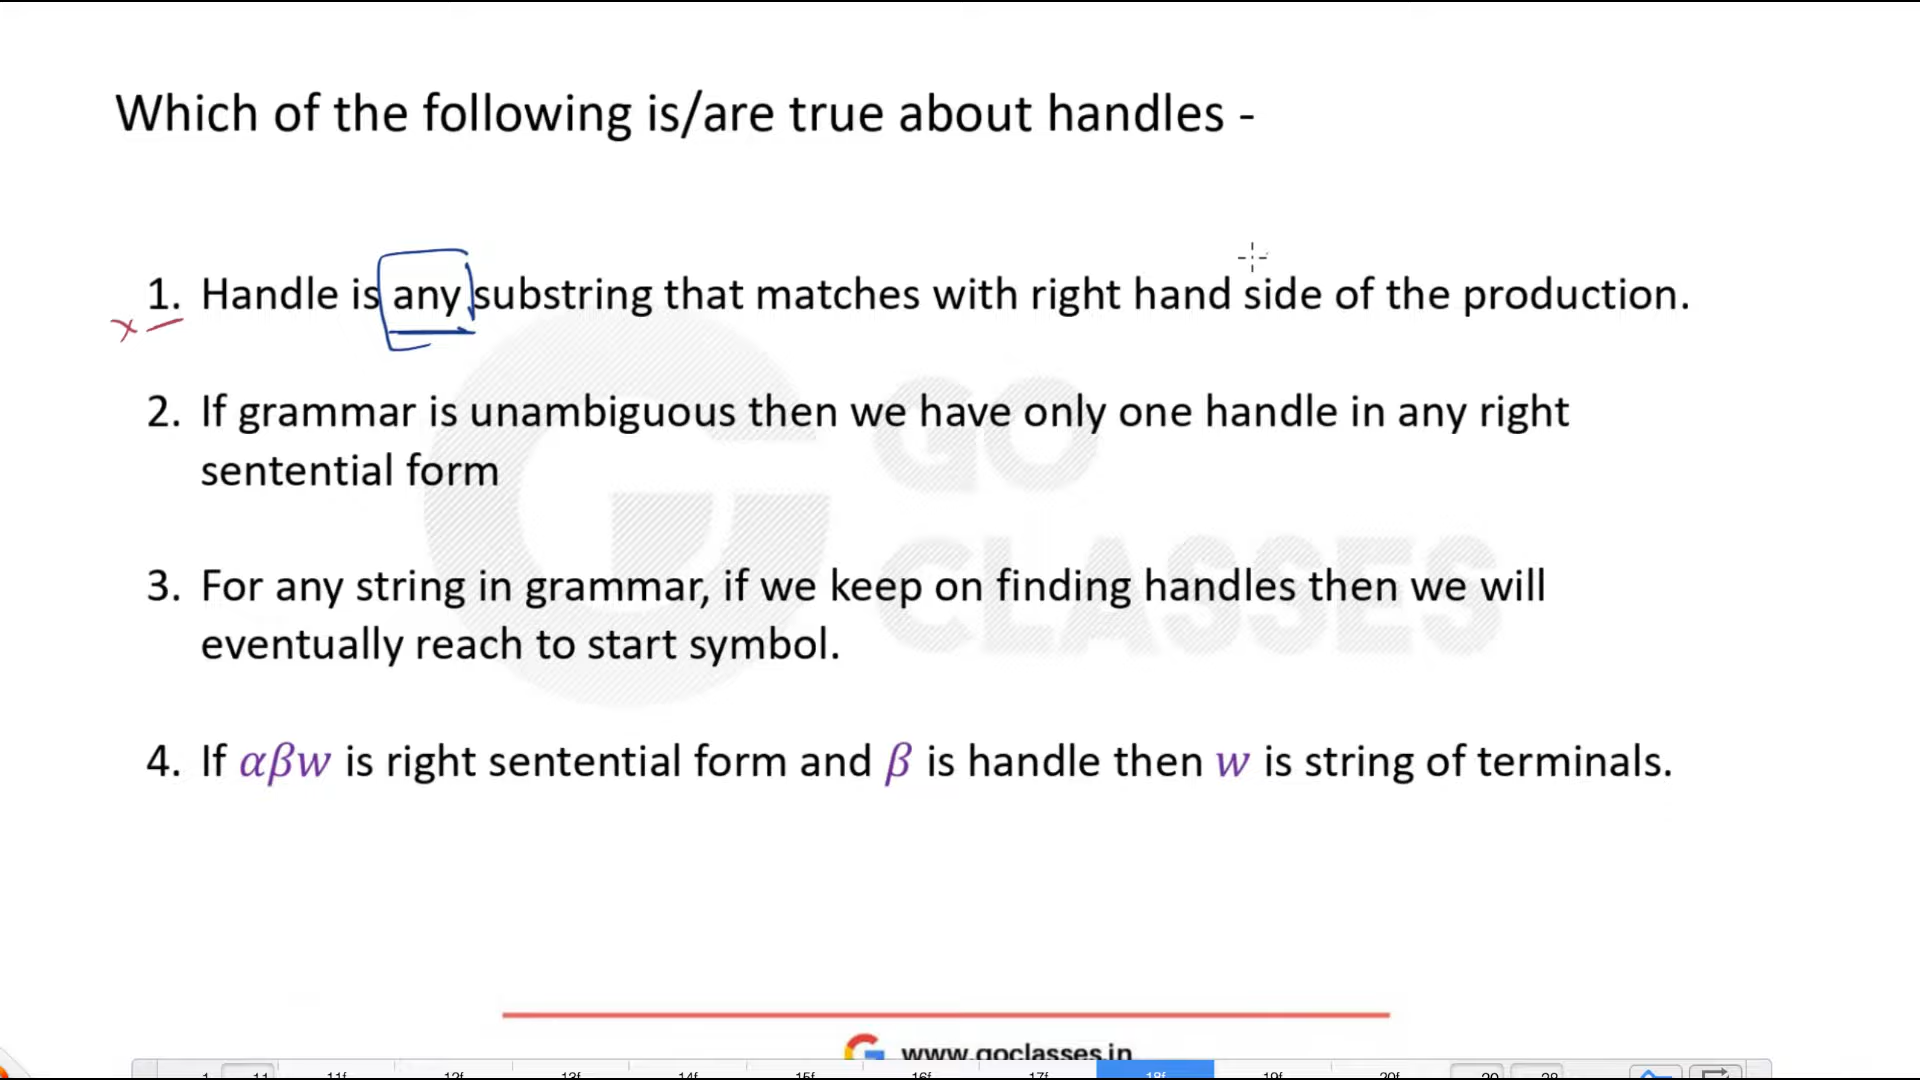 Which of the following is/are true about handles -
1. Handle is any substring that matches with right hand side of the production.
x
2. If grammar is unambiguous then we have only one handle in any right
sentential form
3. For any string in grammar, if we keep on finding handles then we will
eventually reach to start symbol.
4. If αβw is right sentential form and β is handle then w is string of terminals.
GO
CLASSES
www.goclasses.in